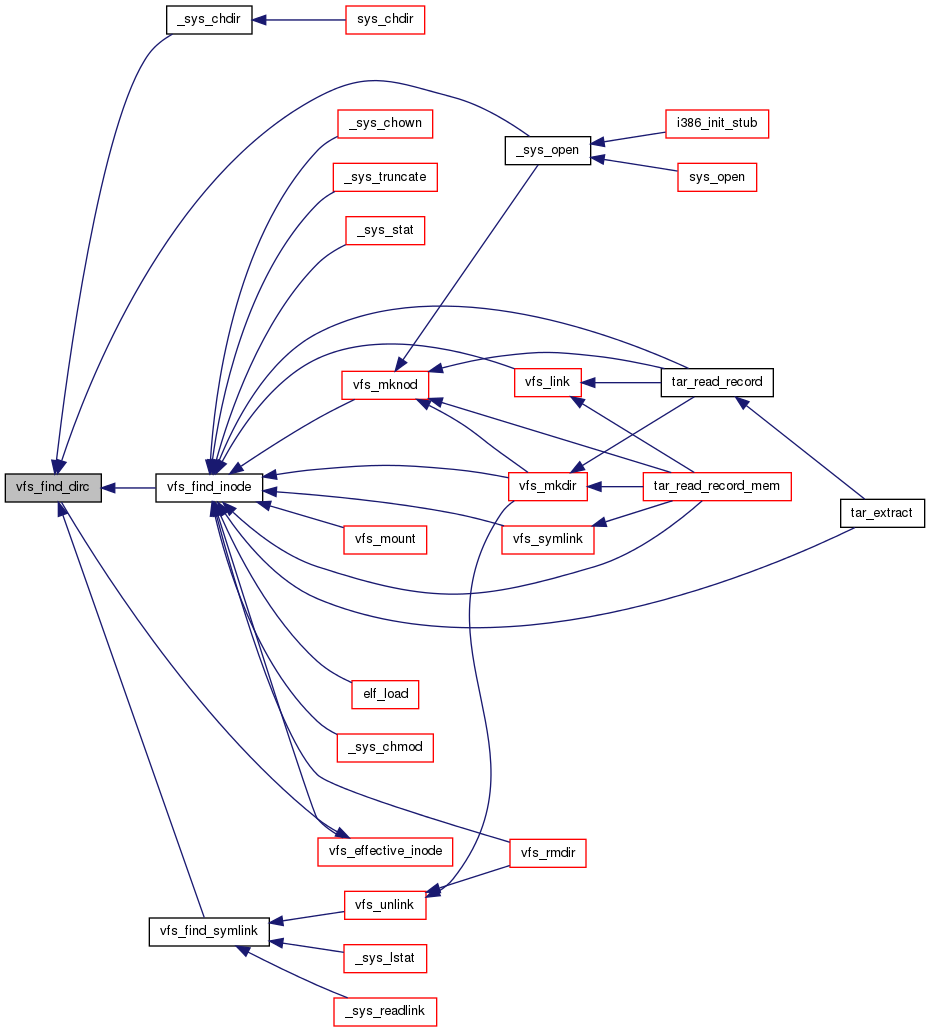 _sys_chdir
sys_chdir
_sys_chown
i386_init_stub
_sys_open
_sys_truncate
sys_open
_sys_stat
vfs_mknod
vfs_link
tar_read_record
vfs_find_dirc
vfs_find_inode
vfs_mkdir
tar_read_record_mem
tar_extract
vfs_mount
vfs_symlink
elf_load
_sys_chmod
vfs_effective_inode
vfs_rmdir
vfs_unlink
vfs_find_symlink
_sys_lstat
_sys_readlink